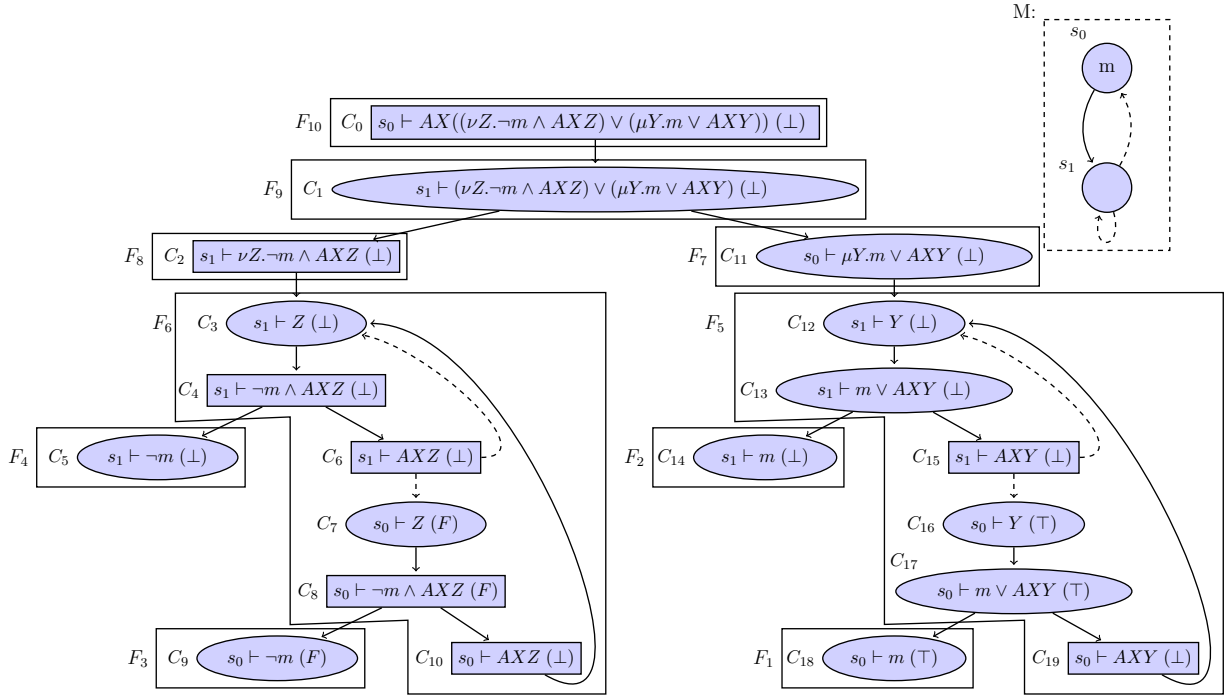 M:
s₀
m
s₁
F₁₀ C₀ s₀ ⊢ AX((νZ.¬m ∧ AXZ) ∨ (μY.m ∨ AXY)) (⊥)
F₉ C₁ s₁ ⊢ (νZ.¬m ∧ AXZ) ∨ (μY.m ∨ AXY) (⊥)
F₈ C₂ s₁ ⊢ νZ.¬m ∧ AXZ (⊥)
F₇ C₁₁ s₀ ⊢ μY.m ∨ AXY (⊥)
F₆ C₃ s₁ ⊢ Z (⊥)
F₅ C₁₂ s₁ ⊢ Y (⊥)
C₄ s₁ ⊢ ¬m ∧ AXZ (⊥)
C₁₃ s₁ ⊢ m ∨ AXY (⊥)
F₄ C₅ s₁ ⊢ ¬m (⊥)
C₆ s₁ ⊢ AXZ (⊥)
F₂ C₁₄ s₁ ⊢ m (⊥)
C₁₅ s₁ ⊢ AXY (⊥)
C₇ s₀ ⊢ Z (F)
C₁₆ s₀ ⊢ Y (⊤)
C₈ s₀ ⊢ ¬m ∧ AXZ (F)
C₁₇ s₀ ⊢ m ∨ AXY (⊤)
F₃ C₉ s₀ ⊢ ¬m (F)
C₁₀ s₀ ⊢ AXZ (⊥)
F₁ C₁₈ s₀ ⊢ m (⊤)
C₁₉ s₀ ⊢ AXY (⊥)